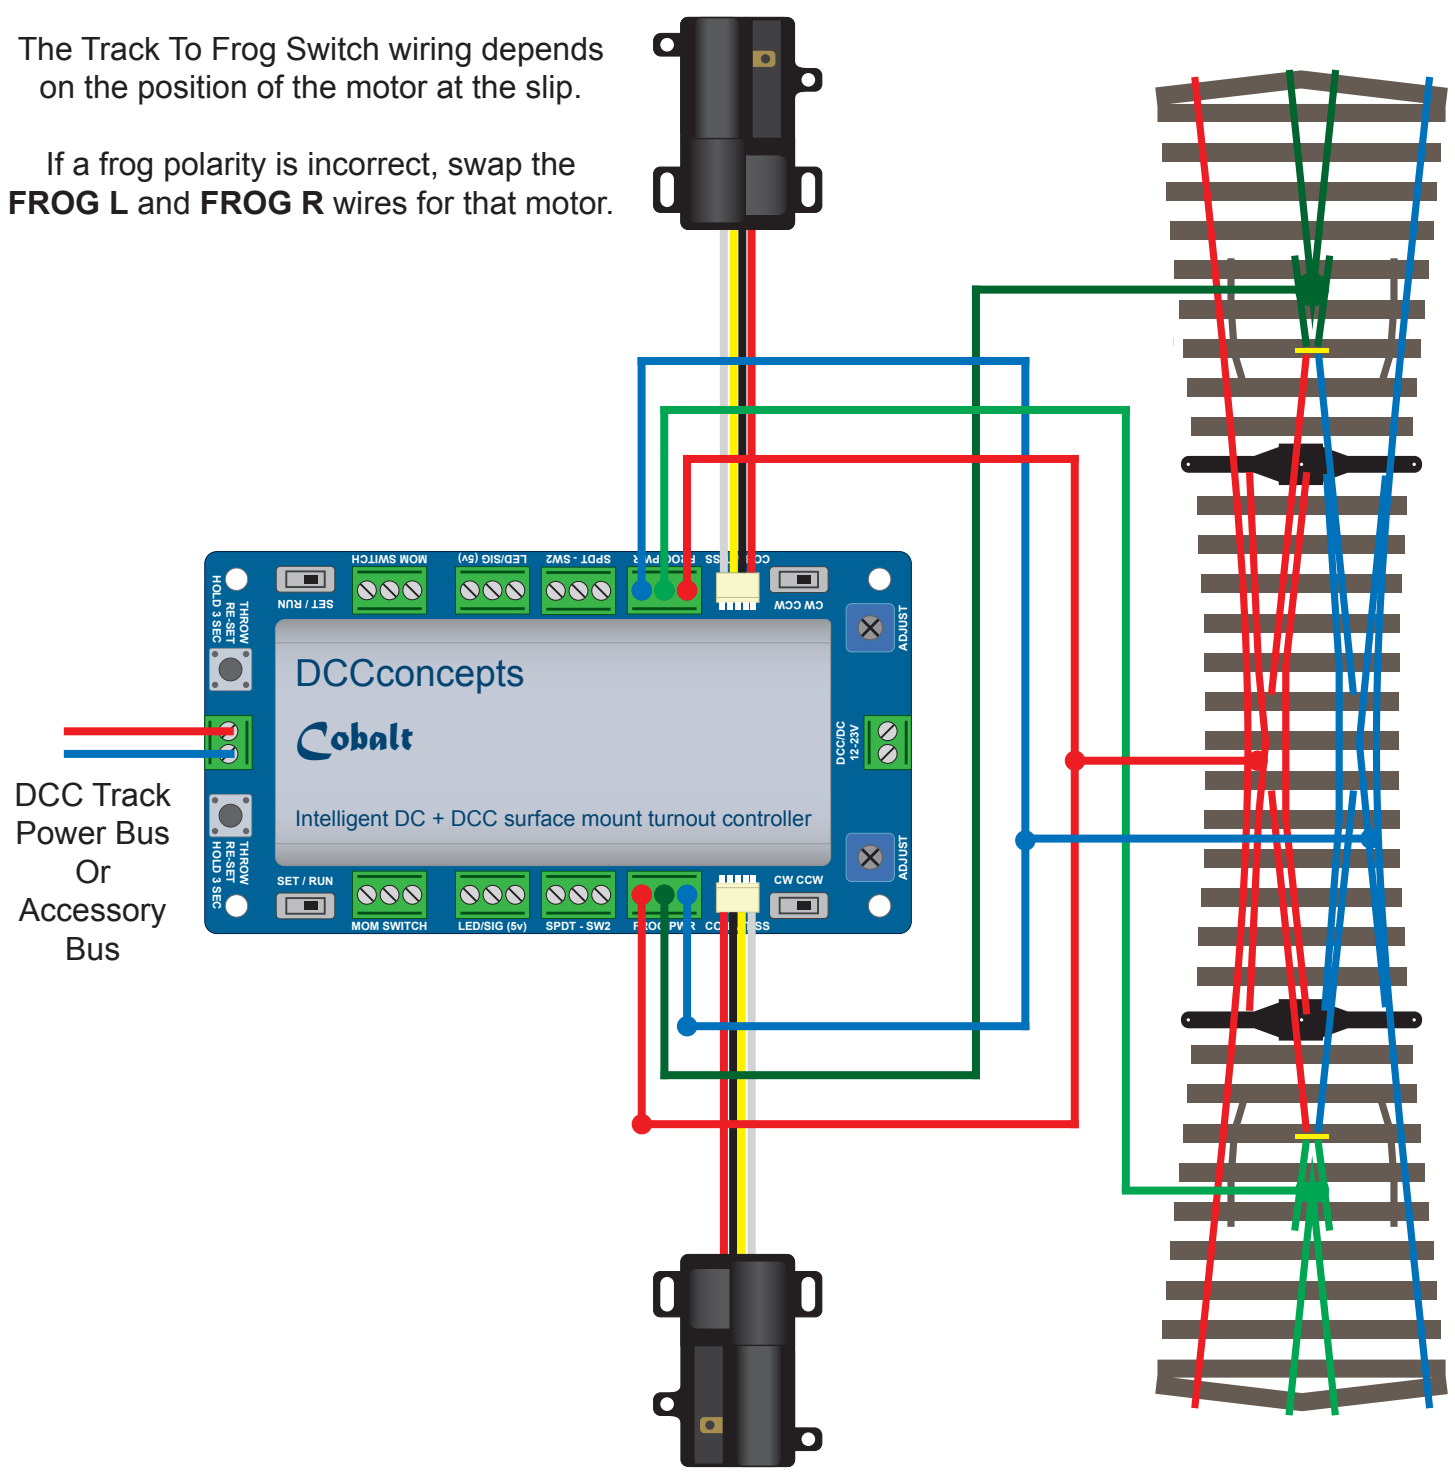 The Track To Frog Switch wiring depends
on the position of the motor at the slip.
If a frog polarity is incorrect, swap the
FROG L and FROG R wires for that motor.
MOM SWITCH
LED/SIG (5v)
SPDT - SW2
SET / RUN
CW CCW
THROW
RE-SET
HOLD 3 SEC
ADJUST
DCCconcepts
Cobalt
Intelligent DC + DCC surface mount turnout controller
DCC/DC
12-23V
THROW
RE-SET
HOLD 3 SEC
ADJUST
SET / RUN
CW CCW
MOM SWITCH
LED/SIG (5v)
SPDT - SW2
DCC Track
Power Bus
Or
Accessory
Bus